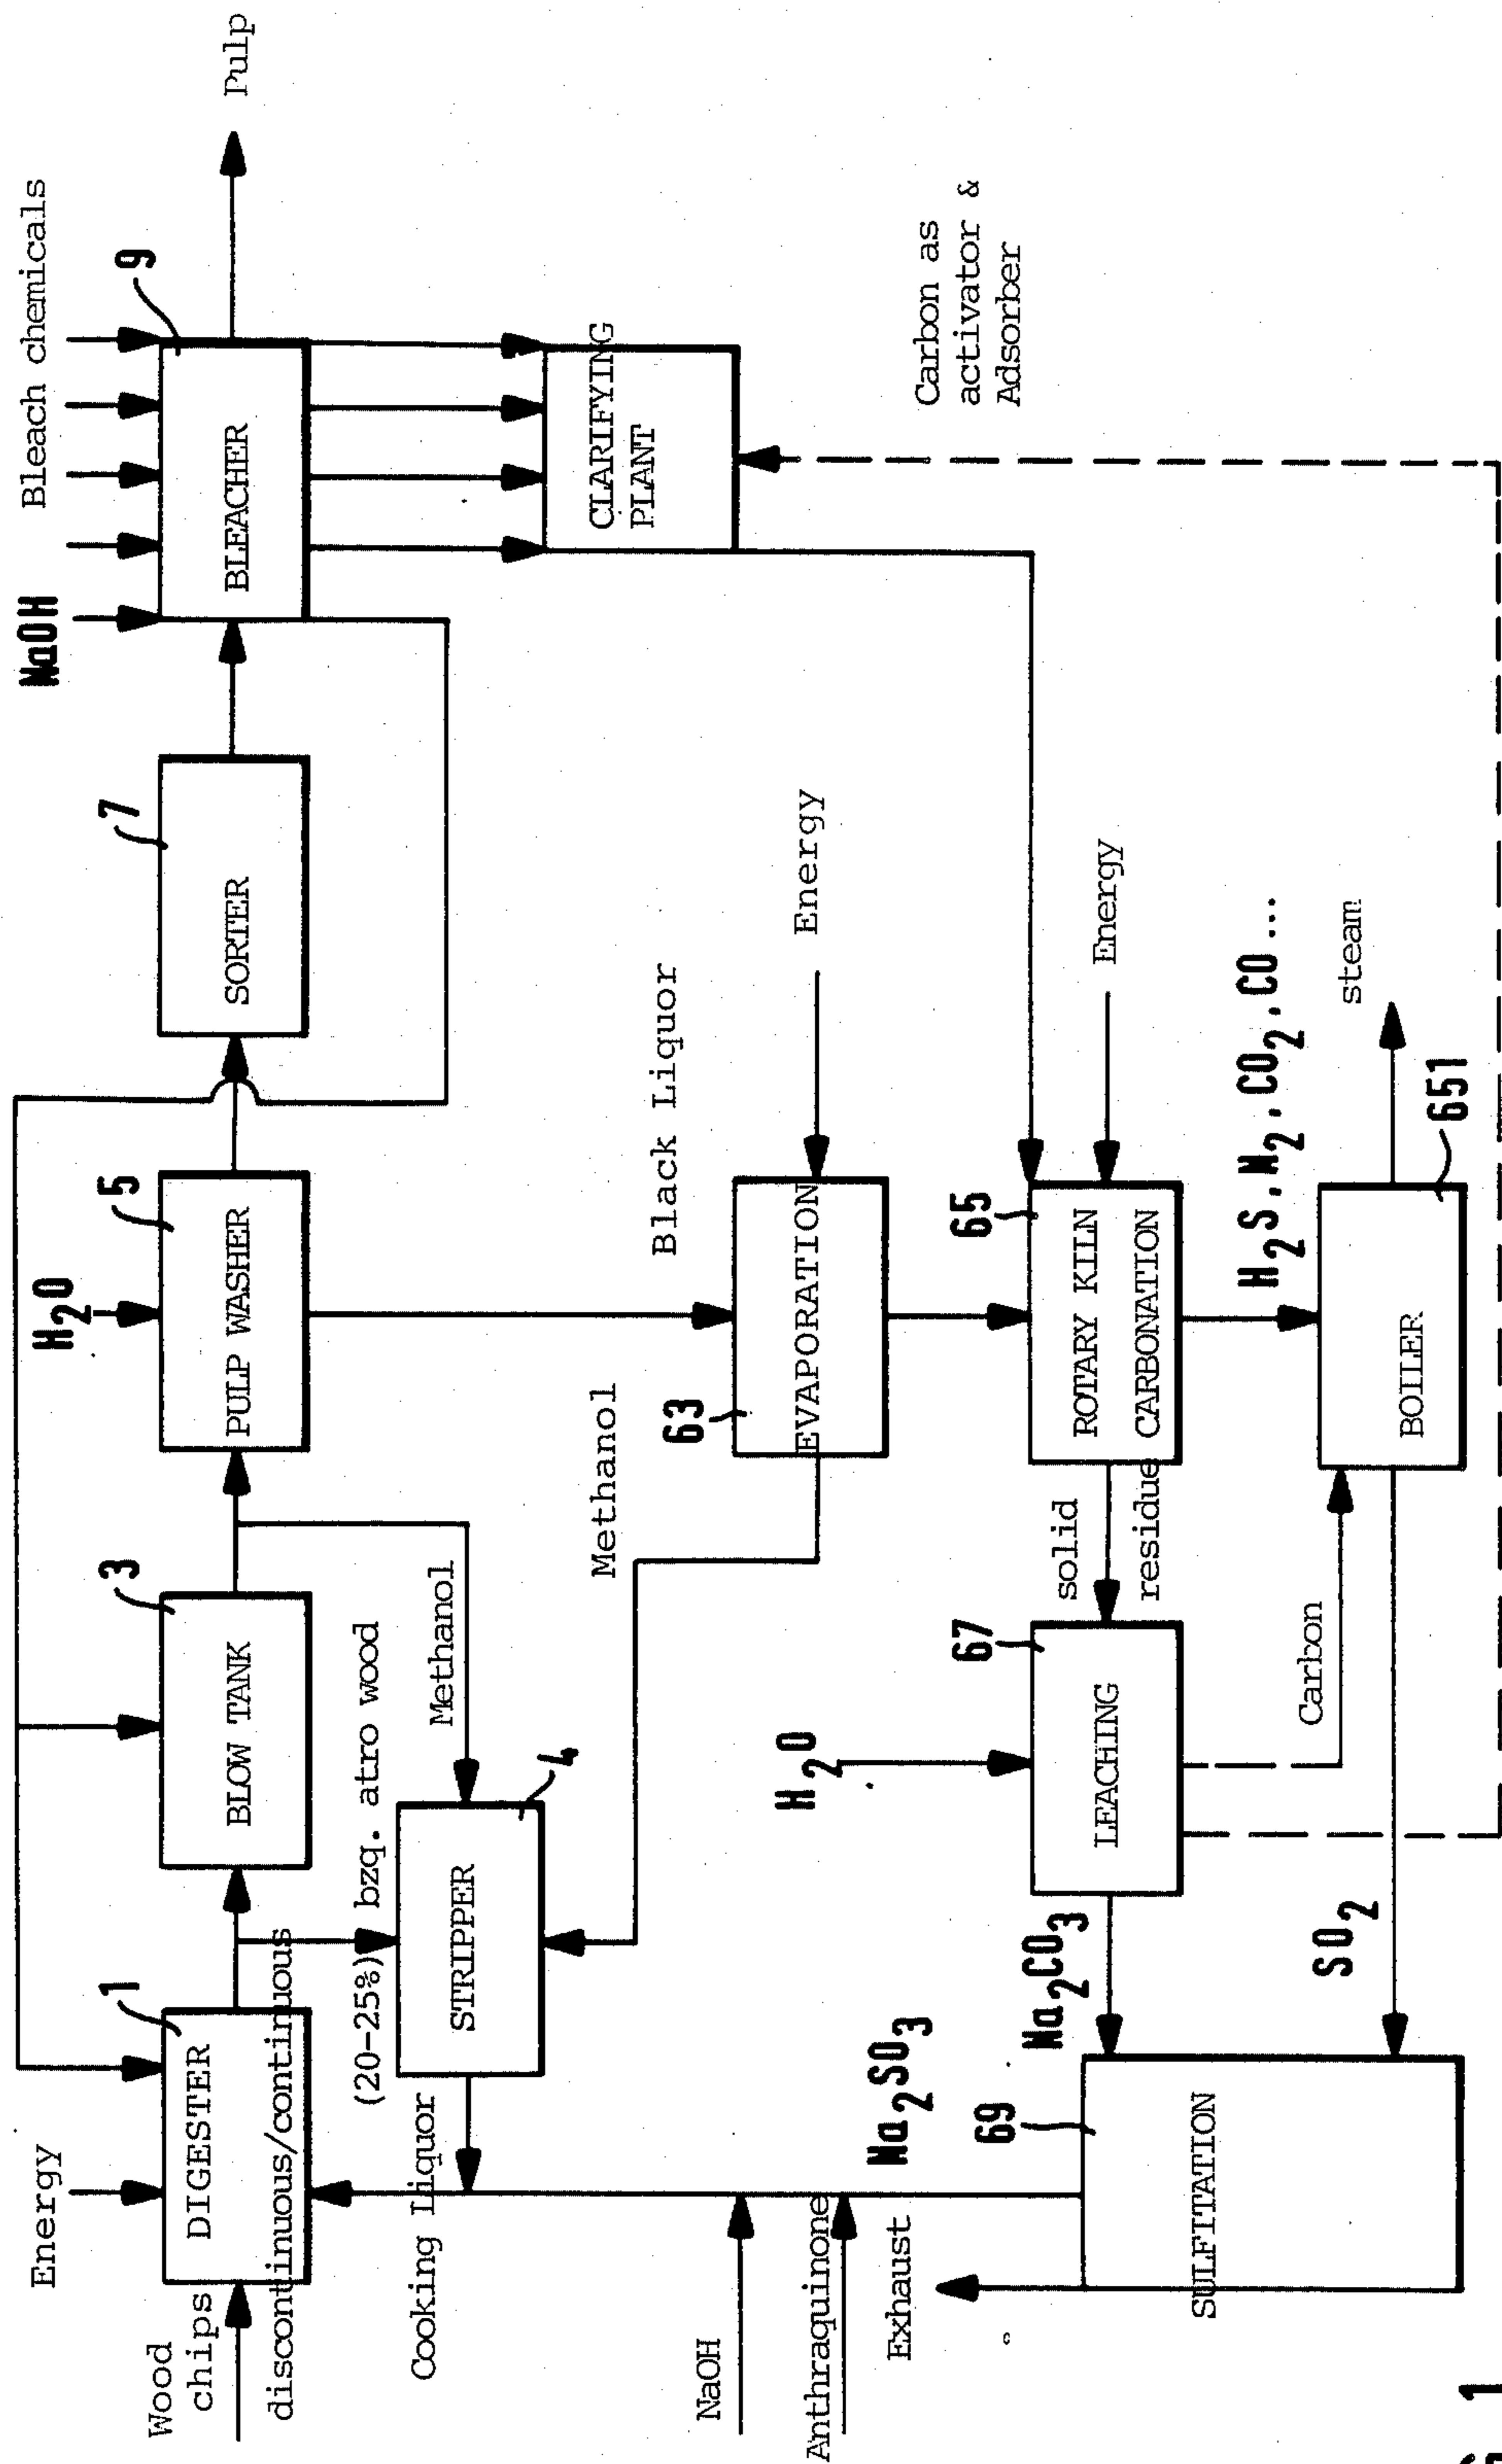 Wood
chips
Energy
1
DIGESTER
discontinuous/continuous
3
BLOW TANK
H2O
5
PULP WASHER
7
SORTER
NaOH
Bleach chemicals
9
BLEACHER
Pulp
(20-25%) bzq. atro wood
Methanol
4
STRIPPER
Cooking Liquor
Methanol
Black Liquor
63
EVAPORATION
Energy
CLARIFYING
PLANT
Carbon as
activator &
Adsorber
NaOH
Anthraquinone
Exhaust
Na2SO3
69
SULFITATION
Na2CO3
SO2
H2O
67
LEACHING
solid
residue
Carbon
65
ROTARY KILN
CARBONATION
Energy
H2S, N2, CO2, CO...
651
BOILER
steam